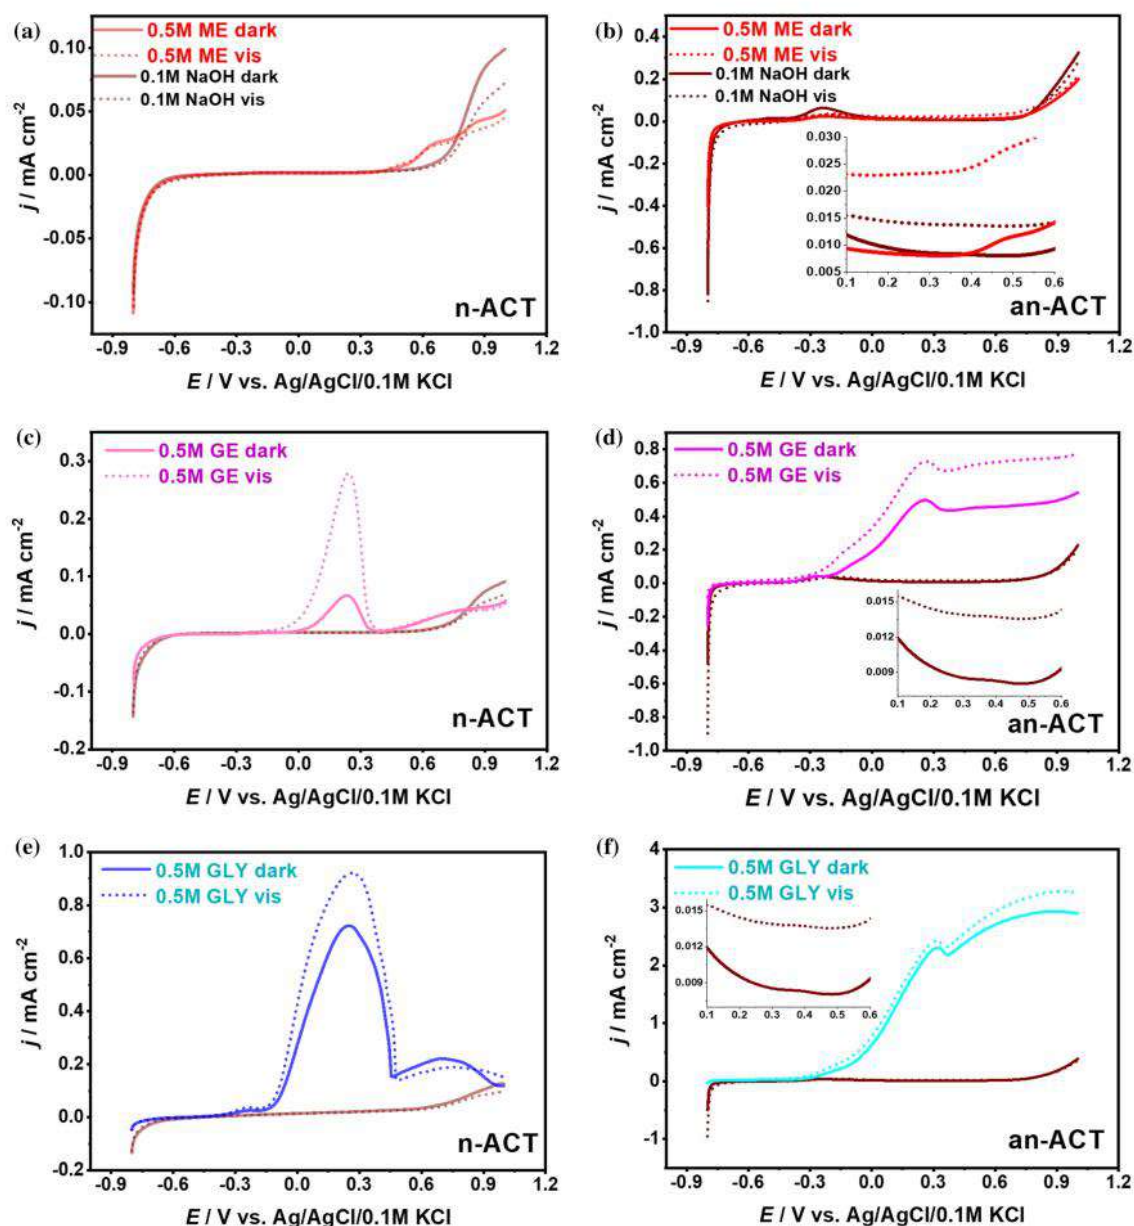 (a)
0.5M ME dark
0.5M ME vis
0.1M NaOH dark
0.1M NaOH vis
0.10
0.05
0.00
-0.05
-0.10
j / mA cm-2
n-ACT
-0.9 -0.6 -0.3 0.0 0.3 0.6 0.9 1.2
E / V vs. Ag/AgCl/0.1M KCl
(b)
0.5M ME dark
0.5M ME vis
0.1M NaOH dark
0.1M NaOH vis
0.4
0.2
0.0
-0.2
-0.4
-0.6
-0.8
-1.0
j / mA cm-2
0.030
0.025
0.020
0.015
0.010
0.005
0.1 0.2 0.3 0.4 0.5 0.6
an-ACT
-0.9 -0.6 -0.3 0.0 0.3 0.6 0.9 1.2
E / V vs. Ag/AgCl/0.1M KCl
(c)
0.5M GE dark
0.5M GE vis
0.3
0.2
0.1
0.0
-0.1
-0.2
j / mA cm-2
n-ACT
-0.9 -0.6 -0.3 0.0 0.3 0.6 0.9 1.2
E / V vs. Ag/AgCl/0.1M KCl
(d)
0.5M GE dark
0.5M GE vis
0.8
0.6
0.4
0.2
0.0
-0.2
-0.4
-0.6
-0.8
-1.0
j / mA cm-2
0.015
0.012
0.009
0.1 0.2 0.3 0.4 0.5 0.6
an-ACT
-0.9 -0.6 -0.3 0.0 0.3 0.6 0.9 1.2
E / V vs. Ag/AgCl/0.1M KCl
(e)
0.5M GLY dark
0.5M GLY vis
1.0
0.8
0.6
0.4
0.2
0.0
-0.2
j / mA cm-2
n-ACT
-0.9 -0.6 -0.3 0.0 0.3 0.6 0.9 1.2
E / V vs. Ag/AgCl/0.1M KCl
(f)
0.5M GLY dark
0.5M GLY vis
4
3
2
1
0
-1
j / mA cm-2
0.015
0.012
0.009
0.1 0.2 0.3 0.4 0.5 0.6
an-ACT
-0.9 -0.6 -0.3 0.0 0.3 0.6 0.9 1.2
E / V vs. Ag/AgCl/0.1M KCl